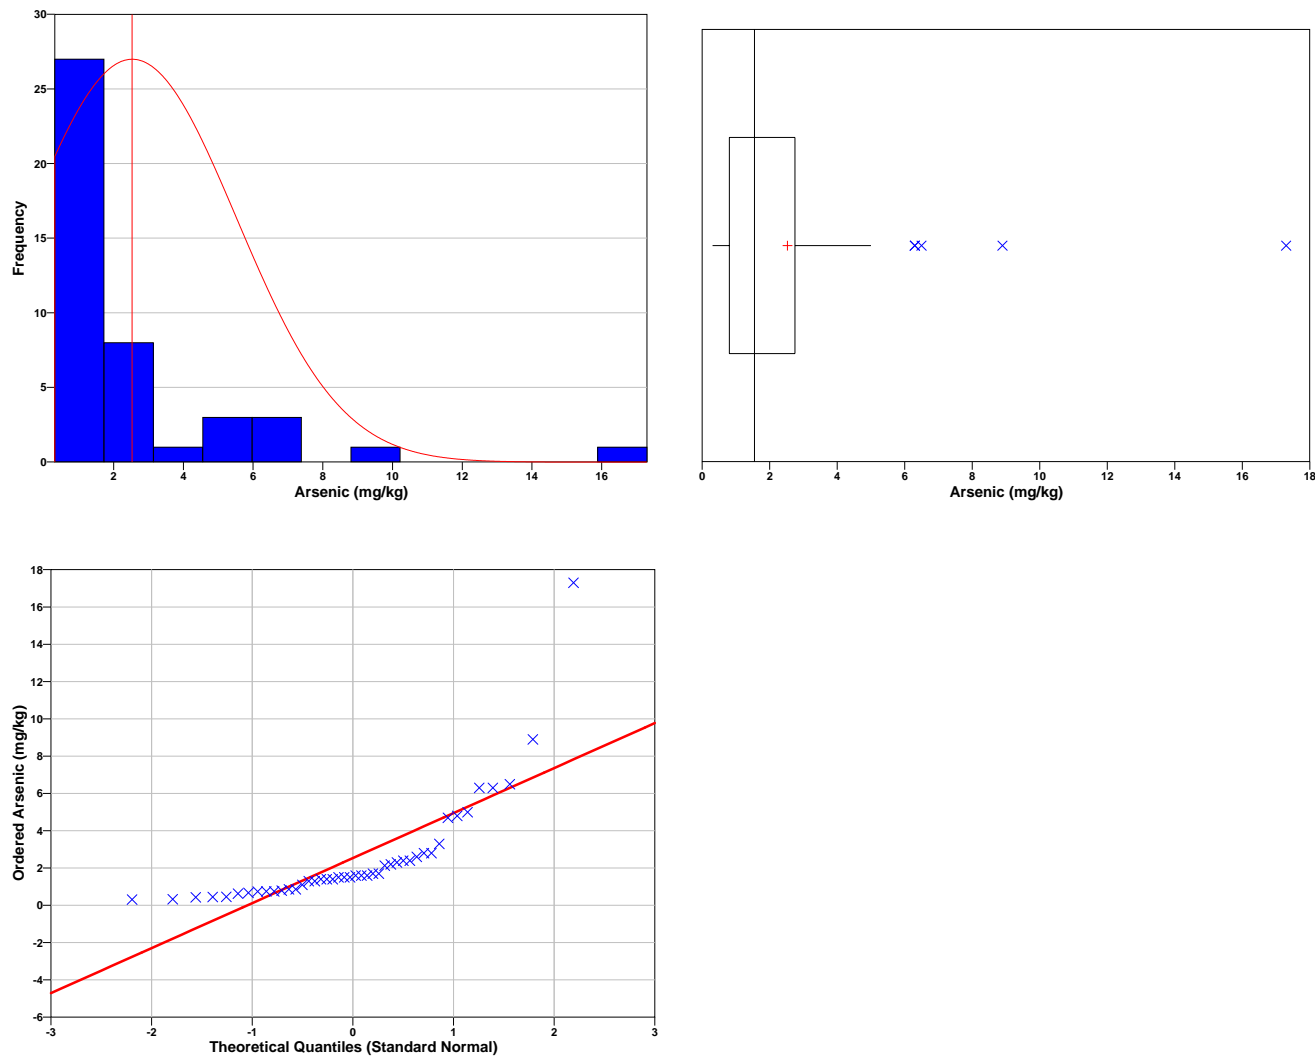 30
25
20
15
10
5
0
Frequency
2 4 6 8 10 12 14 16
Arsenic (mg/kg)
0 2 4 6 8 10 12 14 16 18
Arsenic (mg/kg)
18
16
14
12
10
8
6
4
2
0
-2
-4
-6
Ordered Arsenic (mg/kg)
-3 -2 -1 0 1 2 3
Theoretical Quantiles (Standard Normal)